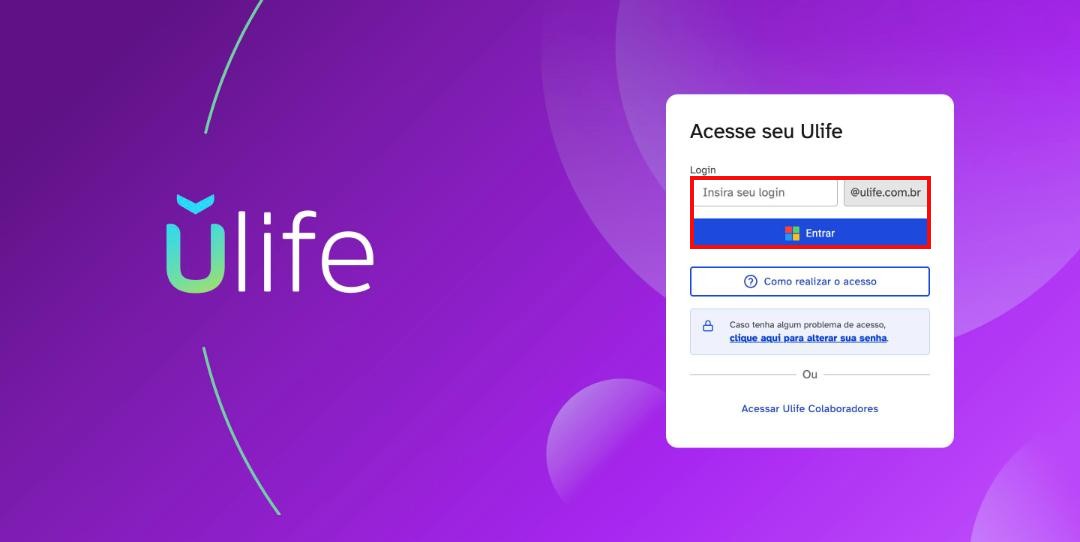 ulife
Acesse seu Ulife
Login
Insira seu login
@ulife.com.br
Entrar
Como realizar o acesso
Caso tenha algum problema de acesso,
clique aqui para alterar sua senha.
Ou
Acessar Ulife Colaboradores